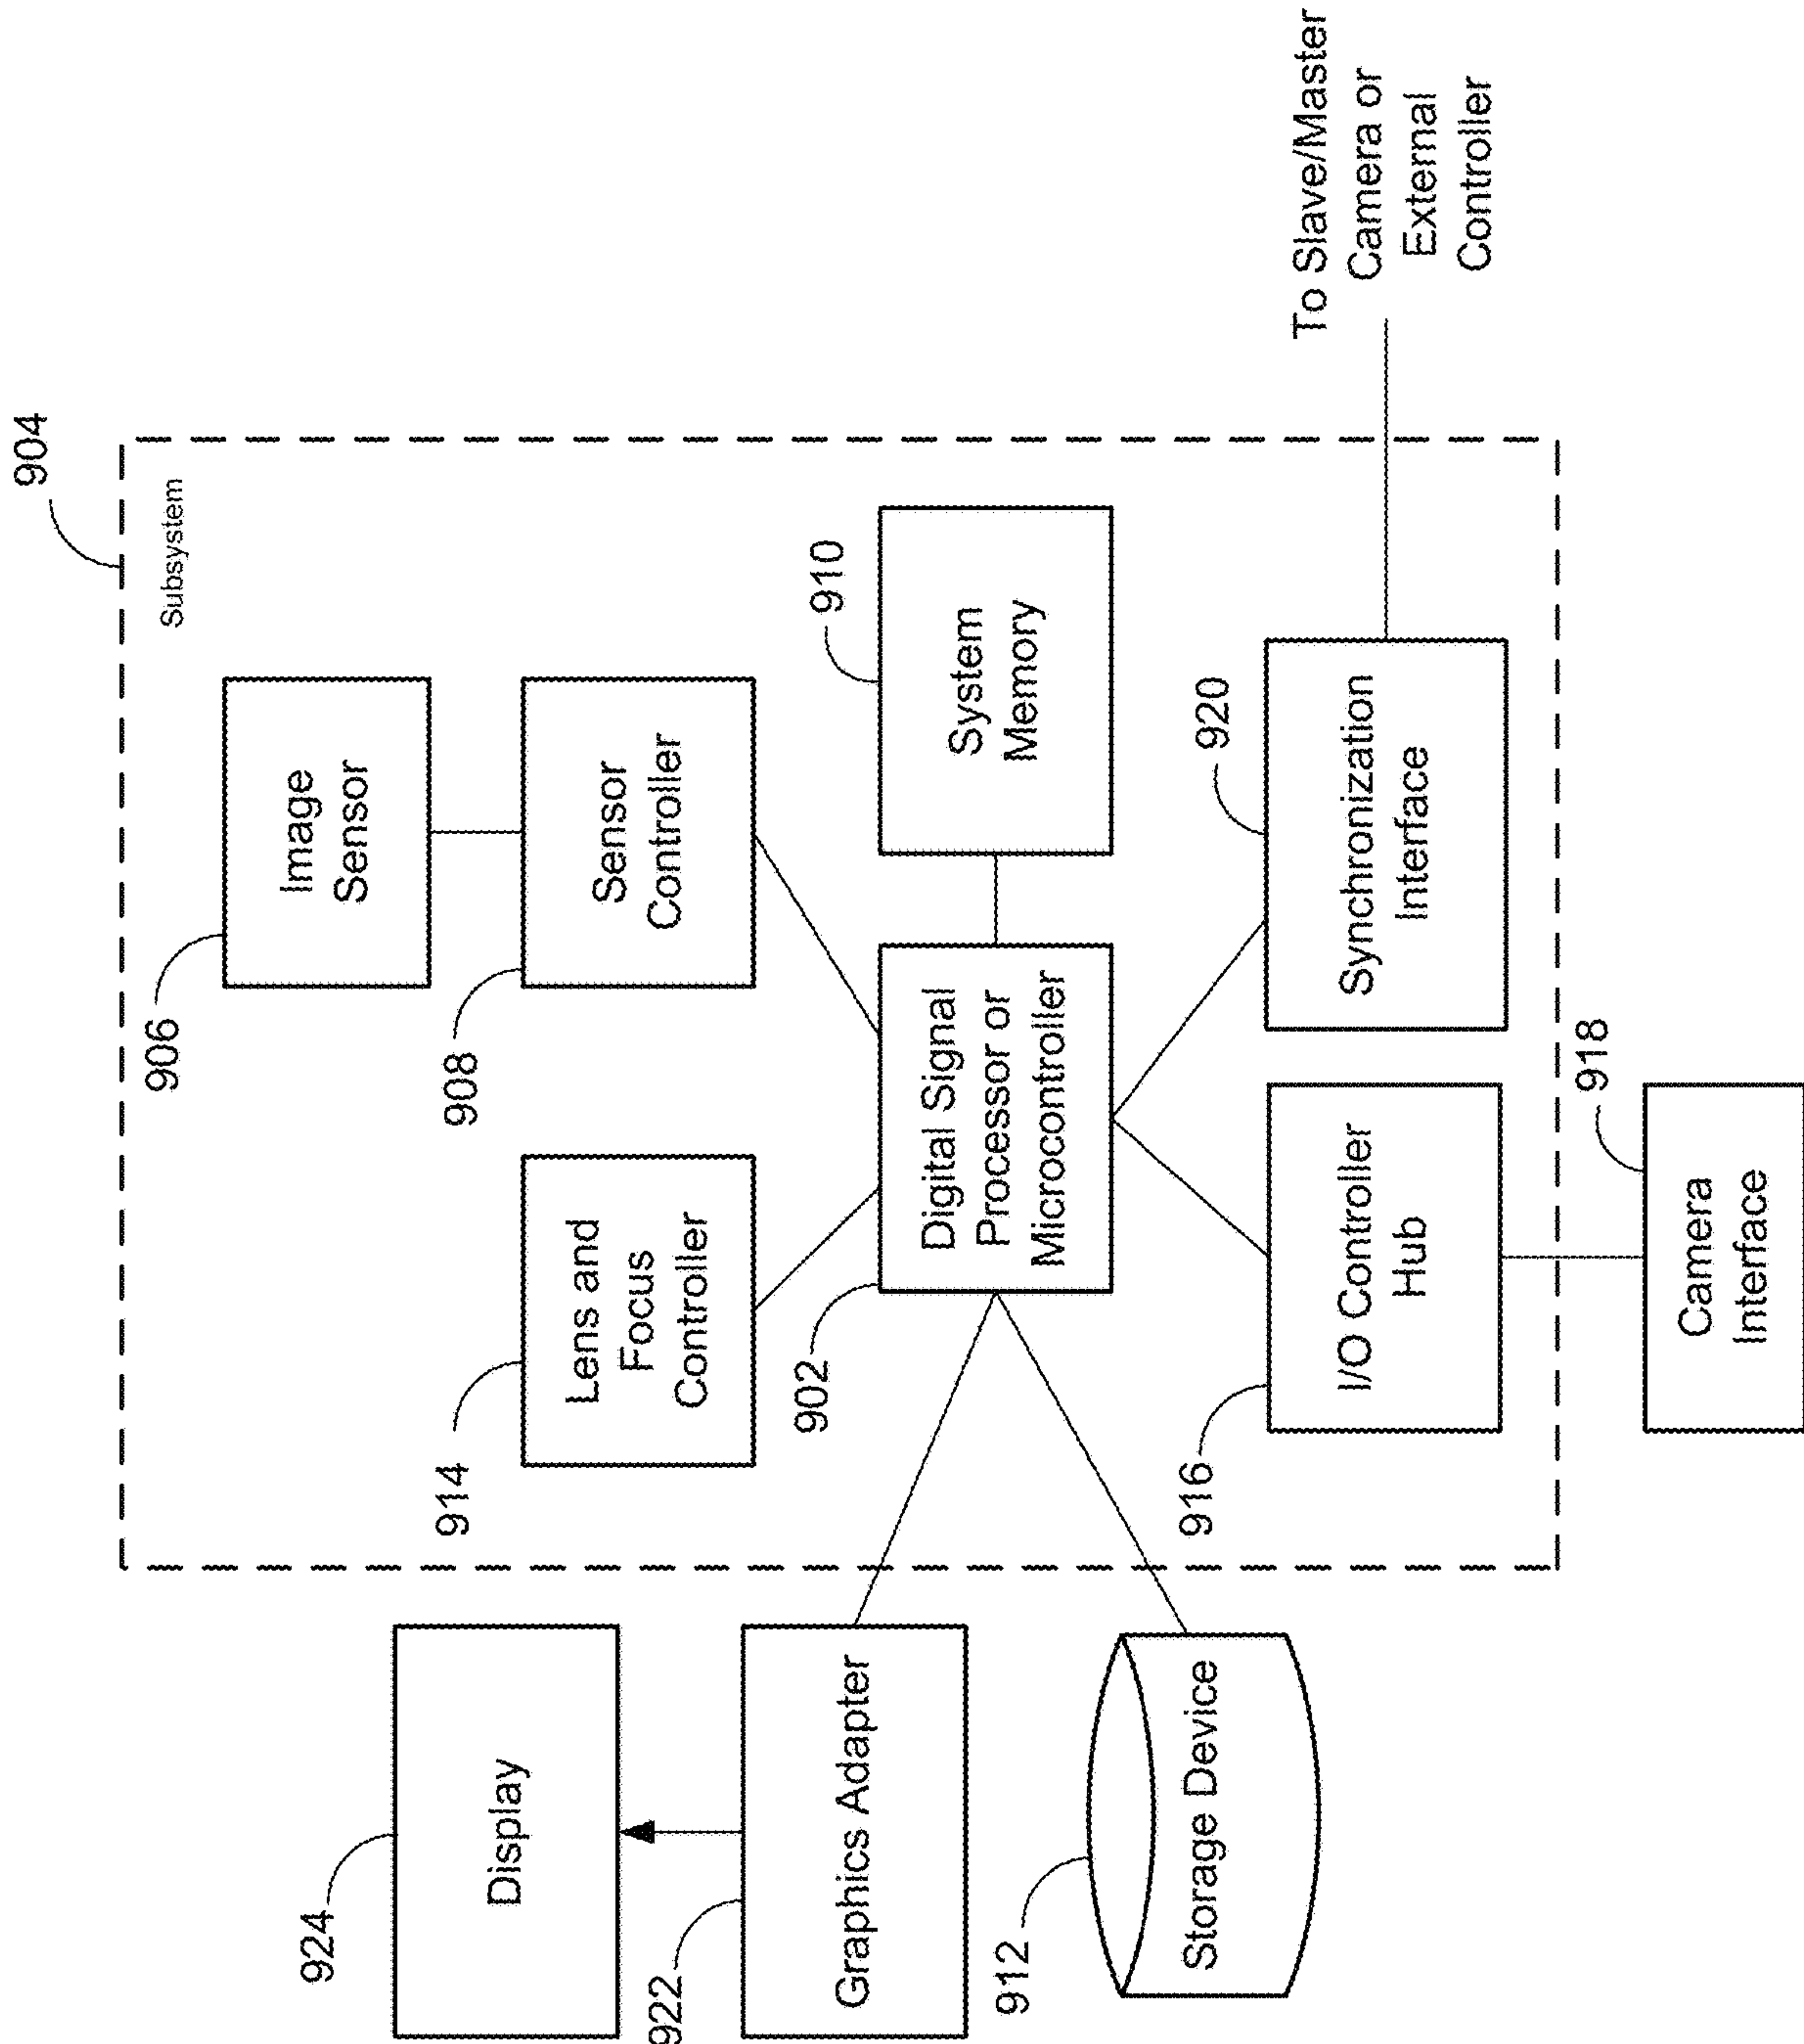 904
Subsystem
906
Image
Sensor
914
Lens and
Focus
Controller
908
Sensor
Controller
924
Display
902
Digital Signal
Processor or
Microcontroller
910
System
Memory
922
Graphics Adapter
912
Storage Device
916
I/O Controller
Hub
920
Synchronization
Interface
To Slave/Master
Camera or
External
Controller
918
Camera
Interface